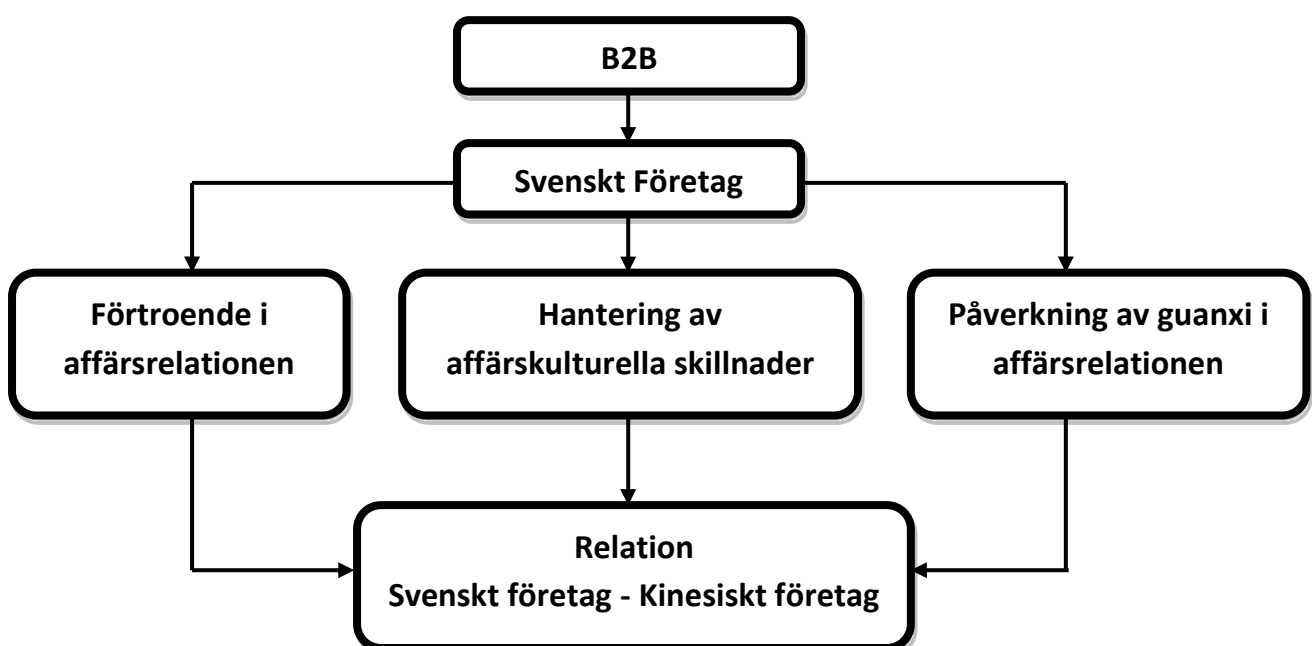 B2B
Svenskt Företag
Förtroende i
affärsrelationen
Hantering av
affärskulturella skillnader
Påverkning av guanxi i
affärsrelationen
Relation
Svenskt företag - Kinesiskt företag